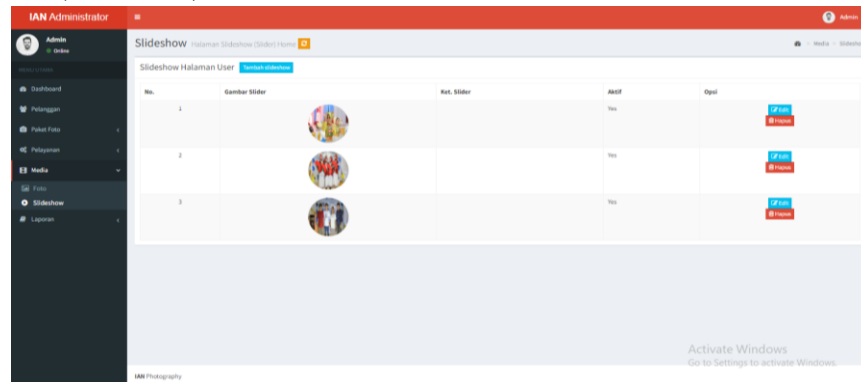 IAN Administrator
Admin
Admin
Online
Slideshow Halaman Slideshow (Slider) Home
Media
MENU UTAMA
Slideshow Halaman User Tambah slideshow
Dashboard
No. Gambar Slider Ket. Slider Aktif Opsi
Pelanggan
1 Yes Edit
Hapus
Paket Foto
Pelayanan
Media
2 Yes Edit
Hapus
Foto
Slideshow
3 Yes Edit
Hapus
Laporan
Activate Windows
Go to Settings to activate Windows.
IAN Photography